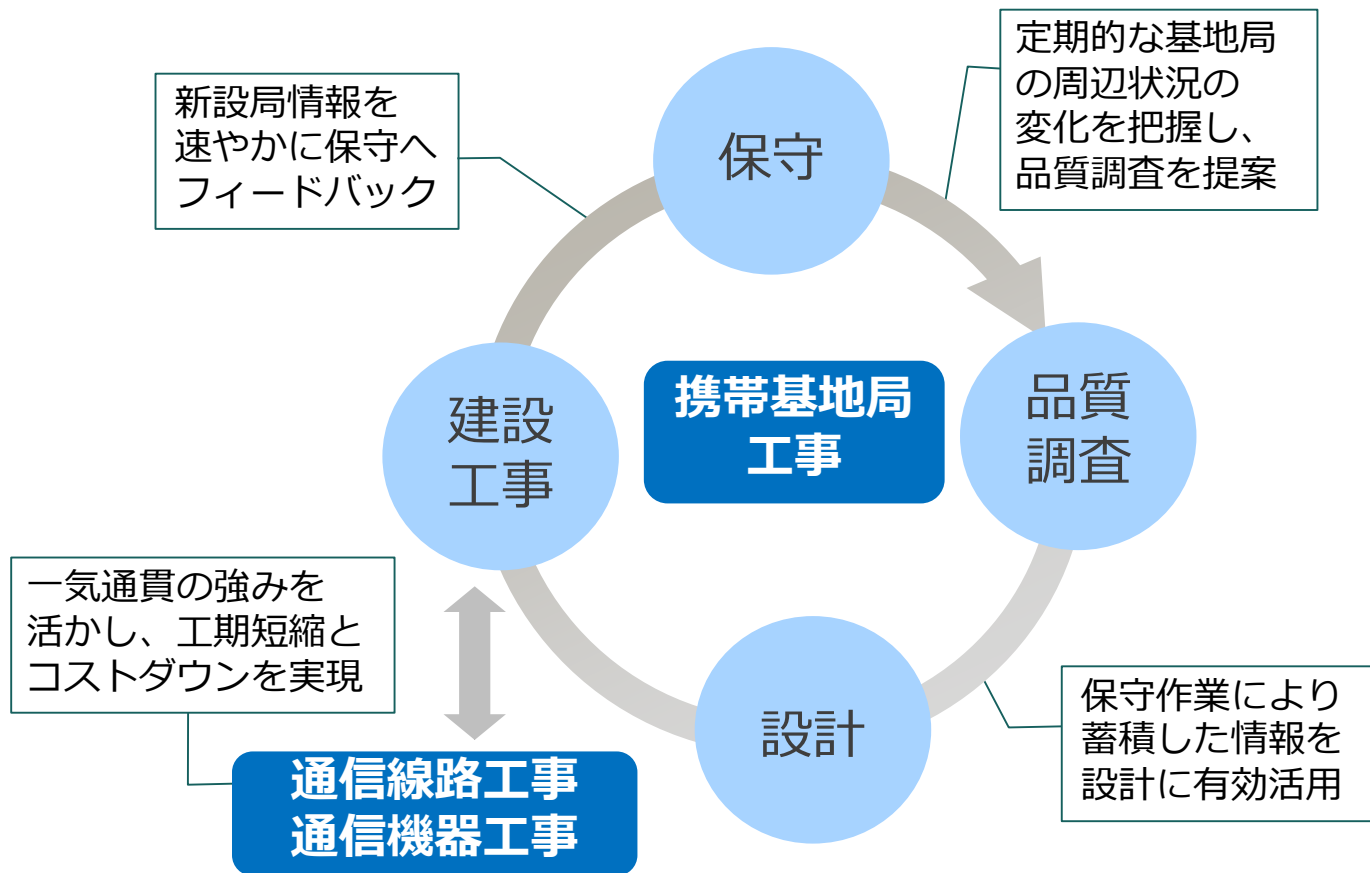 定期的な基地局
の周辺状況の
変化を把握し、
品質調査を提案
新設局情報を
速やかに保守へ
フィードバック
保守
携帯基地局
工事
品質
調査
建設
工事
一気通貫の強みを
活かし、工期短縮と
コストダウンを実現
設計
保守作業により
蓄積した情報を
設計に有効活用
通信線路工事
通信機器工事